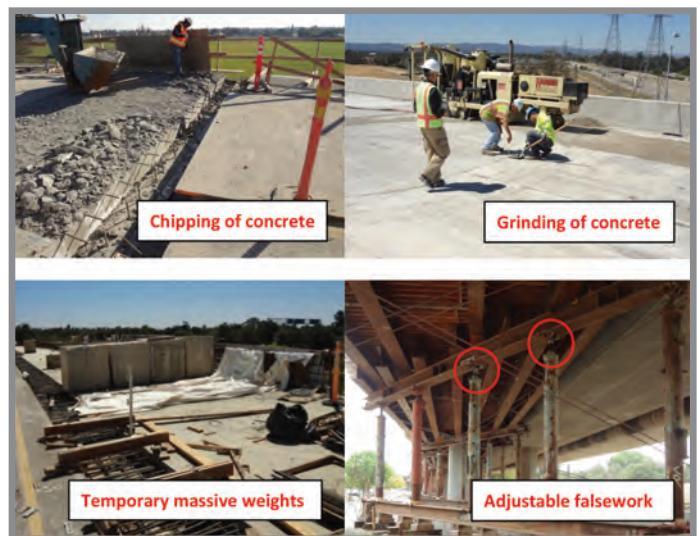 Chipping of concrete
Grinding of concrete
Temporary massive weights
Adjustable falsework